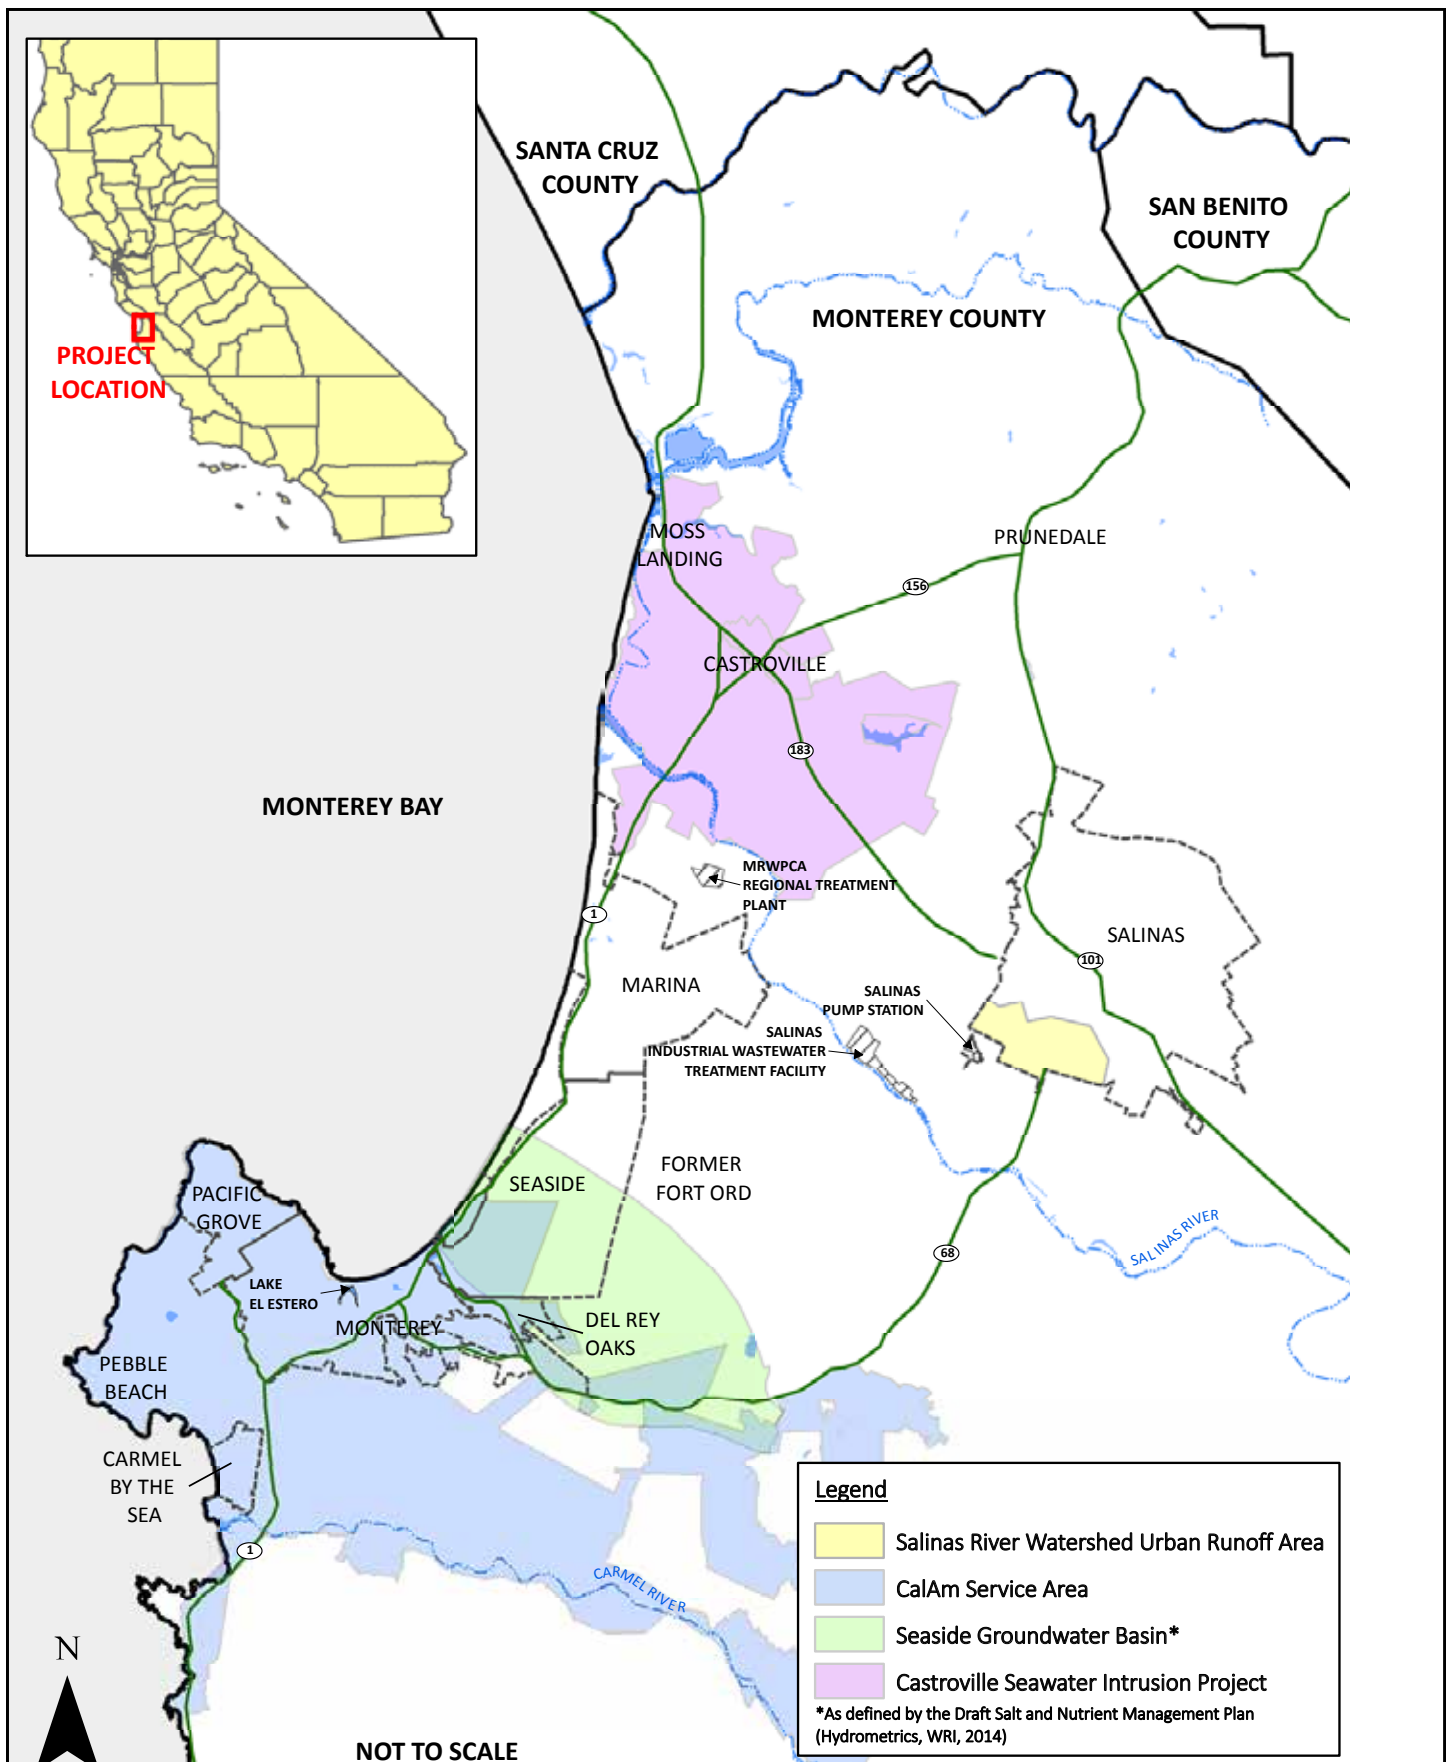 SANTA CRUZ
COUNTY
SAN BENITO
COUNTY
MONTEREY COUNTY
PROJECT
LOCATION
MOSS
LANDING
PRUNEDALE
156
CASTROVILLE
183
MONTEREY BAY
MRWPCA
REGIONAL TREATMENT
PLANT
1
SALINAS
101
MARINA
SALINAS
PUMP STATION
SALINAS
INDUSTRIAL WASTEWATER
TREATMENT FACILITY
FORMER
FORT ORD
SEASIDE
PACIFIC
GROVE
SALINAS RIVER
68
LAKE
EL ESTERO
MONTEREY
DEL REY
OAKS
PEBBLE
BEACH
CARMEL
BY THE
SEA
1
CARMEL RIVER
Legend
Salinas River Watershed Urban Runoff Area
CalAm Service Area
Seaside Groundwater Basin*
Castroville Seawater Intrusion Project
*As defined by the Draft Salt and Nutrient Management Plan
(Hydrometrics, WRI, 2014)
N
NOT TO SCALE